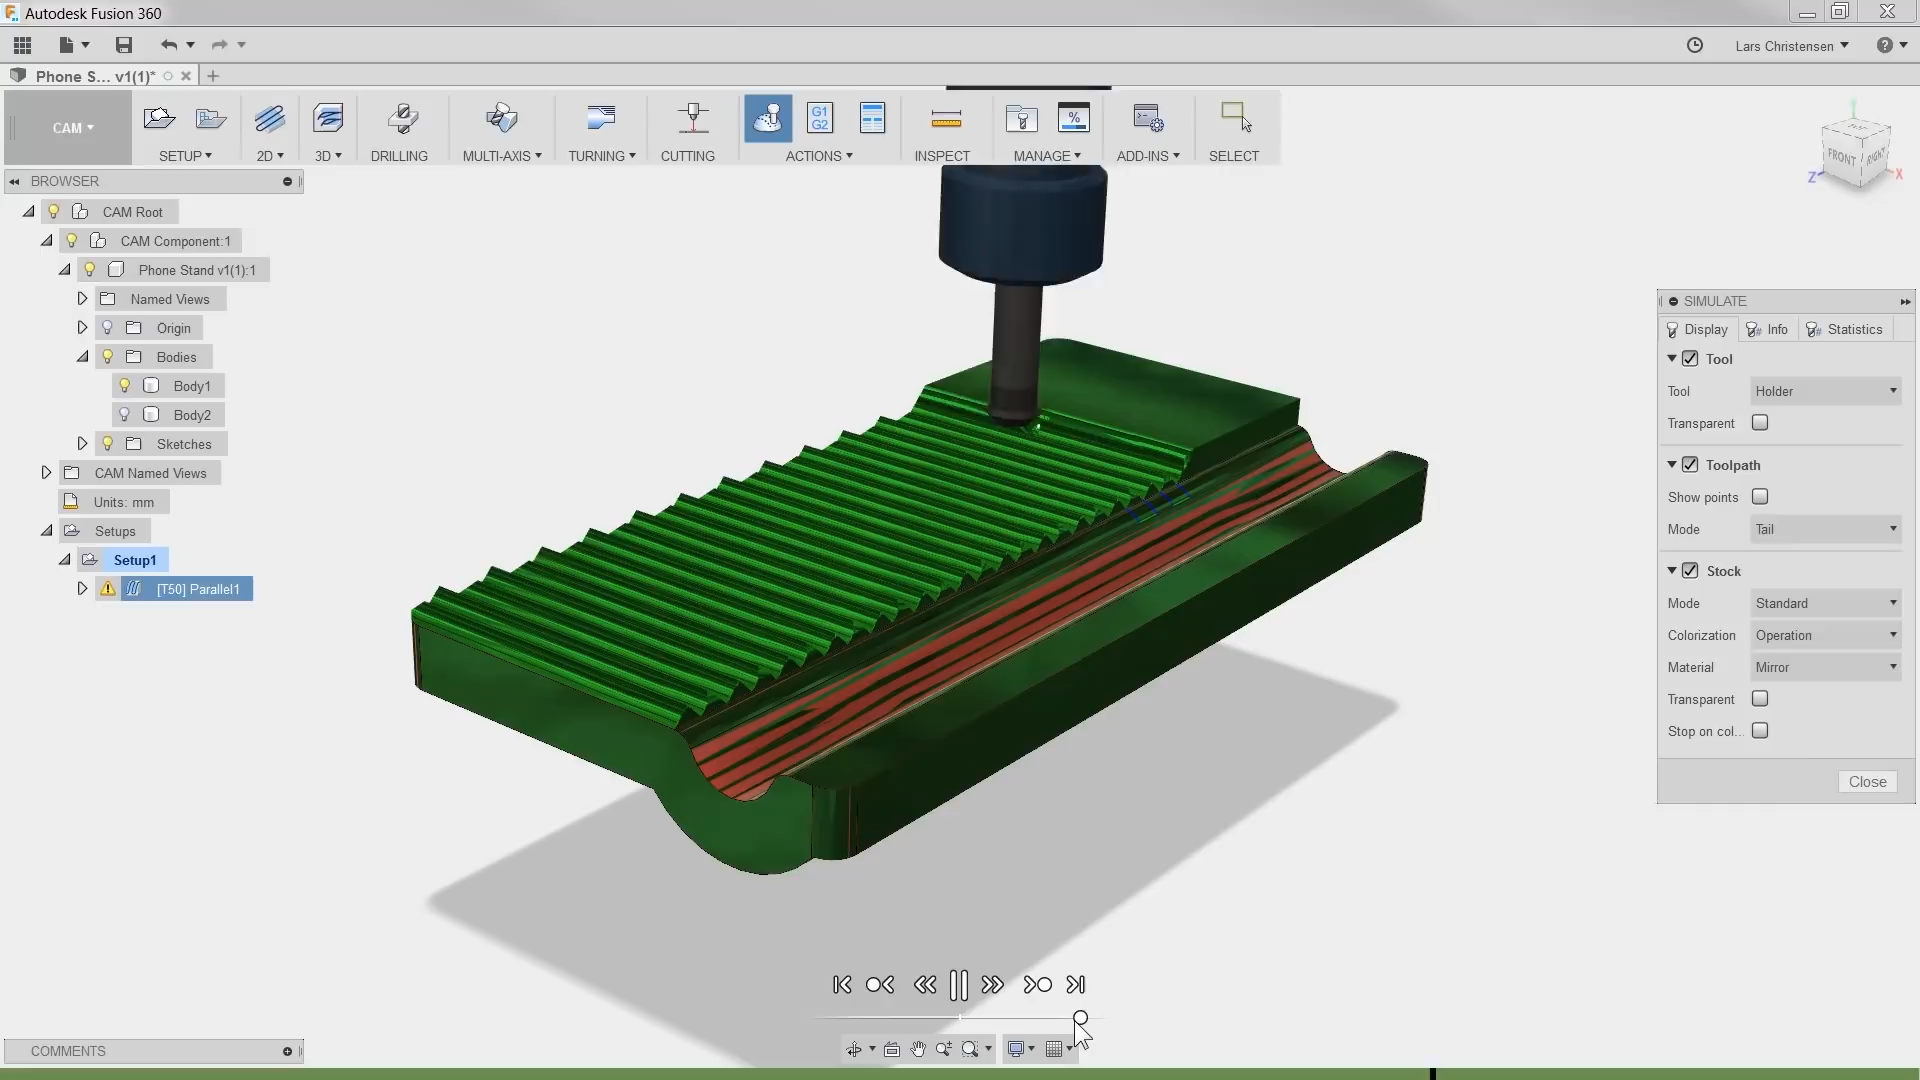 Autodesk Fusion 360
Lars Christensen
Phone S... v1(1)*
CAM
SETUP
2D
3D
DRILLING
MULTI-AXIS
TURNING
CUTTING
G1
G2
ACTIONS
INSPECT
%
MANAGE
ADD-INS
SELECT
FRONT
RIGHT
Z
X
BROWSER
CAM Root
CAM Component:1
Phone Stand v1(1):1
Named Views
Origin
Bodies
Body1
Body2
Sketches
CAM Named Views
Units: mm
Setups
Setup1
[T50] Parallel1
SIMULATE
Display
Info
Statistics
Tool
Tool Holder
Transparent
Toolpath
Show points
Mode Tail
Stock
Mode Standard
Colorization Operation
Material Mirror
Transparent
Stop on col...
Close
COMMENTS